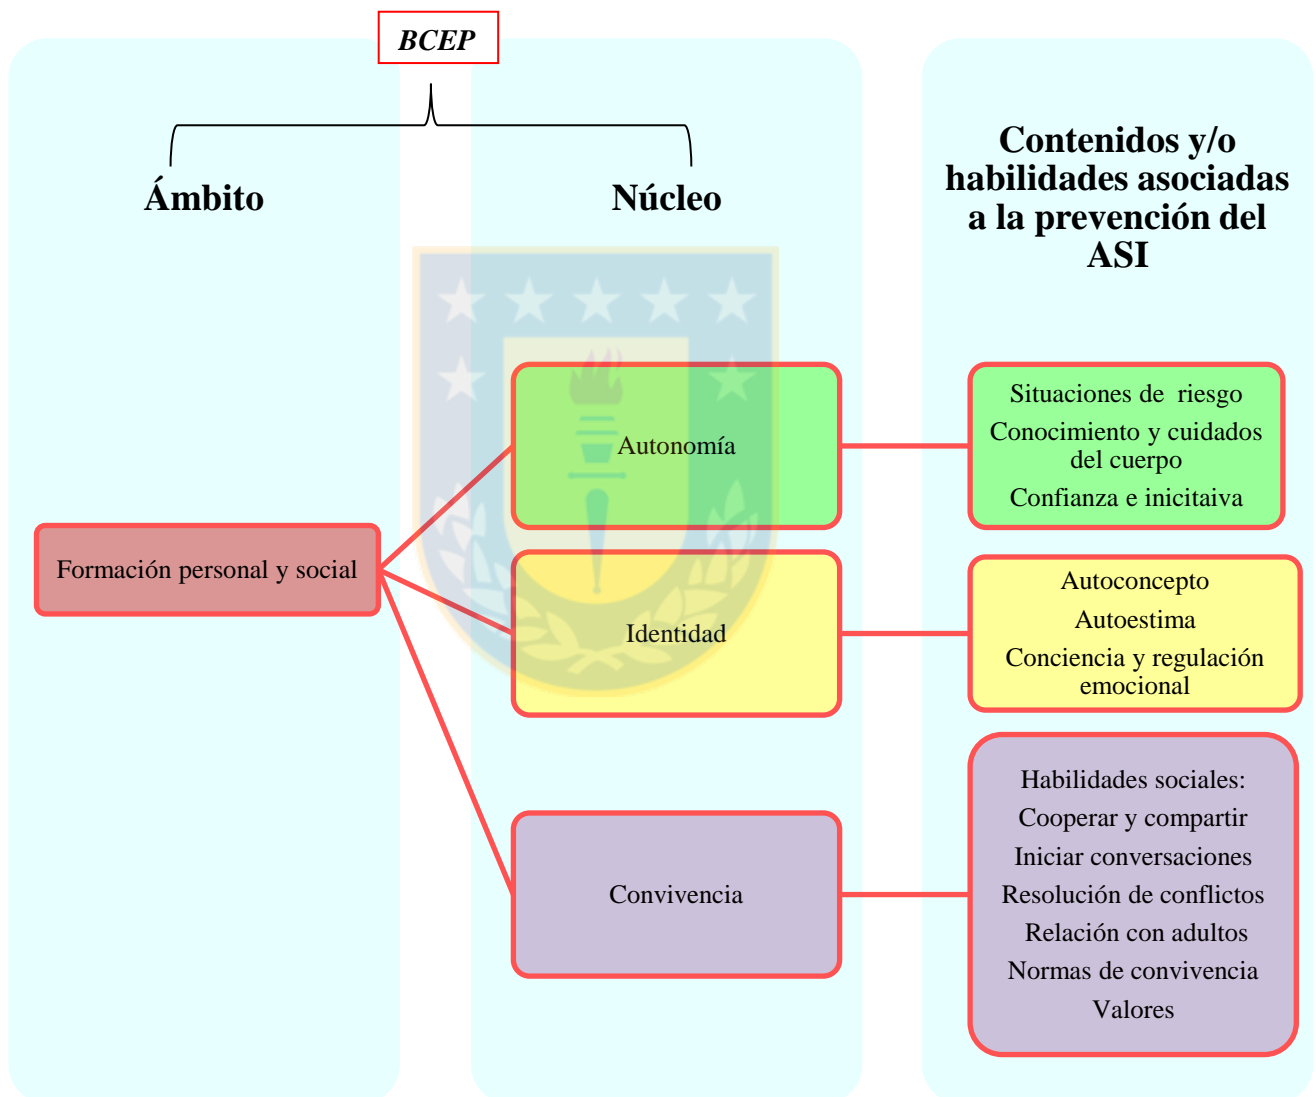 BCEP
Ámbito
Núcleo
Contenidos y/o
habilidades asociadas
a la prevención del
ASI
Formación personal y social
Autonomía
Situaciones de riesgo
Conocimiento y cuidados
del cuerpo
Confianza e inicitaiva
Identidad
Autoconcepto
Autoestima
Conciencia y regulación
emocional
Convivencia
Habilidades sociales:
Cooperar y compartir
Iniciar conversaciones
Resolución de conflictos
Relación con adultos
Normas de convivencia
Valores